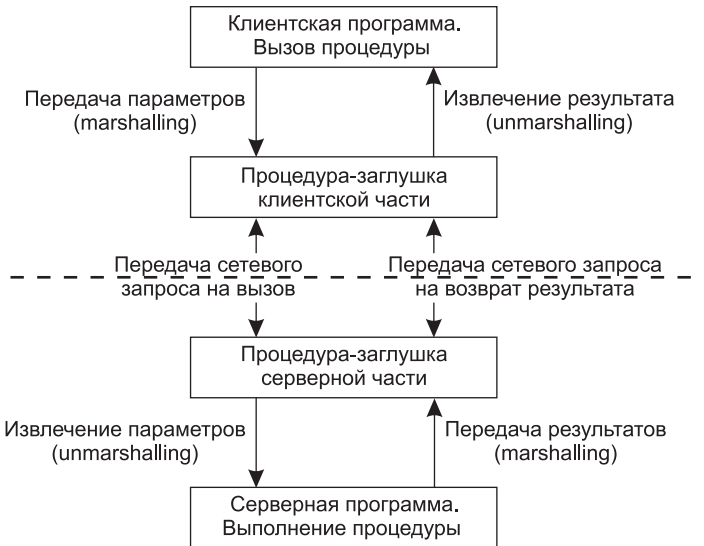 Клиентская программа.
Вызов процедуры
Передача параметров
(marshalling)
Извлечение результата
(unmarshalling)
Процедура-заглушка
клиентской части
Передача сетевого
запроса на вызов
Передача сетевого запроса
на возврат результата
Процедура-заглушка
серверной части
Извлечение параметров
(unmarshalling)
Передача результатов
(marshalling)
Серверная программа.
Выполнение процедуры